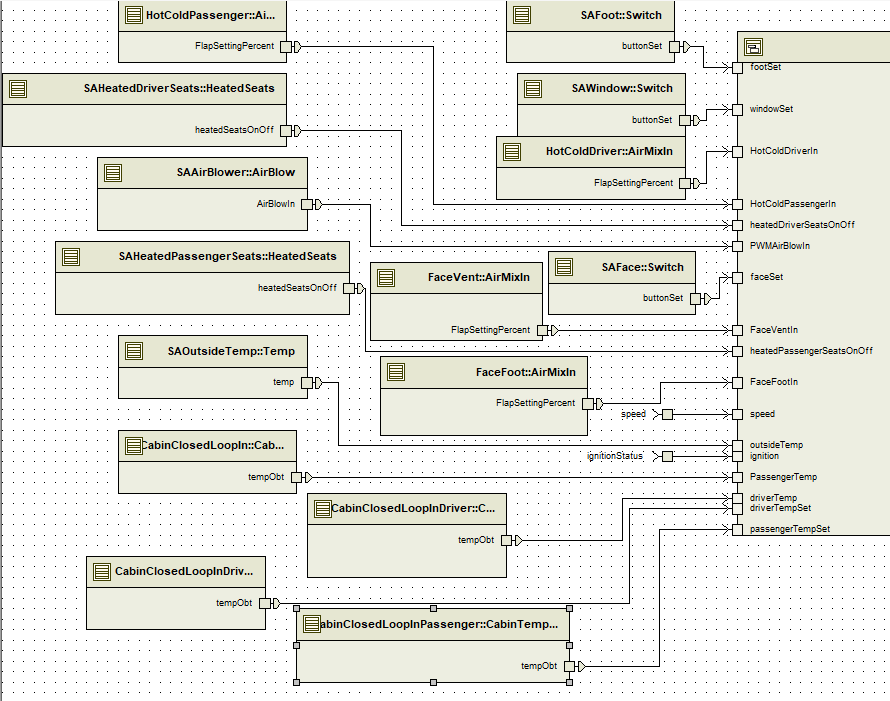 HotColdPassenger::Ai...
FlapSettingPercent
SAFoot::Switch
buttonSet
footSet
SAHeatedDriverSeats::HeatedSeats
heatedSeatsOnOff
SAWindow::Switch
buttonSet
windowSet
HotColdDriver::AirMixIn
FlapSettingPercent
HotColdDriverIn
SAAirBlower::AirBlow
AirBlowIn
HotColdPassengerIn
heatedDriverSeatsOnOff
PWMAirBlowIn
SAHeatedPassengerSeats::HeatedSeats
heatedSeatsOnOff
FaceVent::AirMixIn
FlapSettingPercent
SAFace::Switch
buttonSet
faceSet
FaceVentIn
heatedPassengerSeatsOnOff
SAOutsideTemp::Temp
temp
FaceFoot::AirMixIn
FlapSettingPercent
FaceFootIn
speed
speed
outsideTemp
ignitionStatus
ignition
CabinClosedLoopIn::Cab...
tempObt
PassengerTemp
CabinClosedLoopInDriver::C...
tempObt
driverTemp
driverTempSet
passengerTempSet
CabinClosedLoopInDriv...
tempObt
abinClosedLoopInPassenger::CabinTemp...
tempObt